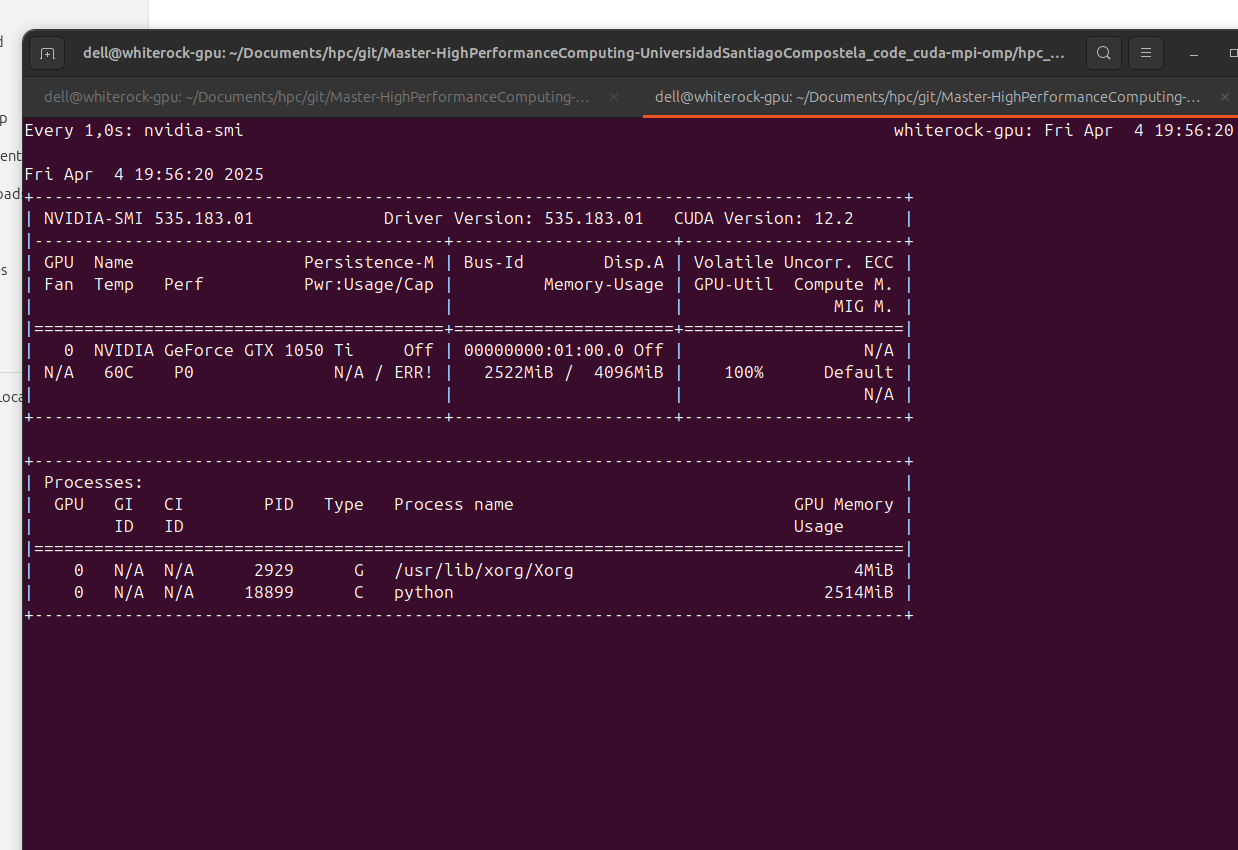 dell@whiterock-gpu: ~/Documents/hpc/git/Master-HighPerformanceComputing-UniversidadSantiagoCompostela_code_cuda-mpi-omp/hpc_...
dell@whiterock-gpu: ~/Documents/hpc/git/Master-HighPerformanceComputing-... × dell@whiterock-gpu: ~/Documents/hpc/git/Master-HighPerformanceComputing-... ×
Every 1,0s: nvidia-smi whiterock-gpu: Fri Apr  4 19:56:20
Fri Apr  4 19:56:20 2025
+---------------------------------------------------------------------------------------+
| NVIDIA-SMI 535.183.01             Driver Version: 535.183.01   CUDA Version: 12.2     |
|-----------------------------------------+----------------------+----------------------+
| GPU  Name                 Persistence-M | Bus-Id        Disp.A | Volatile Uncorr. ECC |
| Fan  Temp   Perf          Pwr:Usage/Cap |         Memory-Usage | GPU-Util  Compute M. |
|                                         |                      |               MIG M. |
|=========================================+======================+======================|
|   0  NVIDIA GeForce GTX 1050 Ti     Off | 00000000:01:00.0 Off |                  N/A |
| N/A   60C    P0              N/A / ERR! |   2522MiB /  4096MiB |    100%      Default |
|                                         |                      |                  N/A |
+-----------------------------------------+----------------------+----------------------+
+---------------------------------------------------------------------------------------+
| Processes:                                                                            |
|  GPU   GI   CI        PID   Type   Process name                            GPU Memory |
|        ID   ID                                                             Usage      |
|=======================================================================================|
|    0   N/A  N/A      2929      G   /usr/lib/xorg/Xorg                            4MiB |
|    0   N/A  N/A     18899      C   python                                     2514MiB |
+---------------------------------------------------------------------------------------+